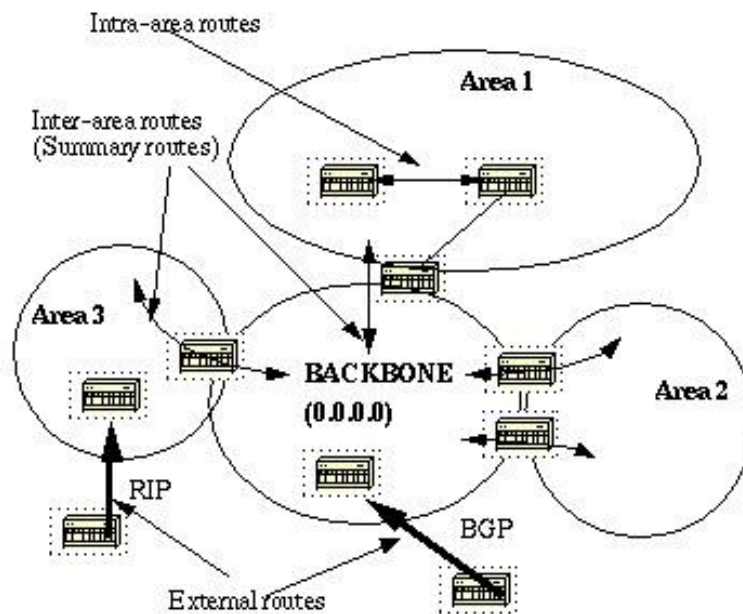 Intra-area routes
Area 1
Inter-area routes
(Summary routes)
Area 3
BACKBONE
(0.0.0.0)
Area 2
RIP
BGP
External routes